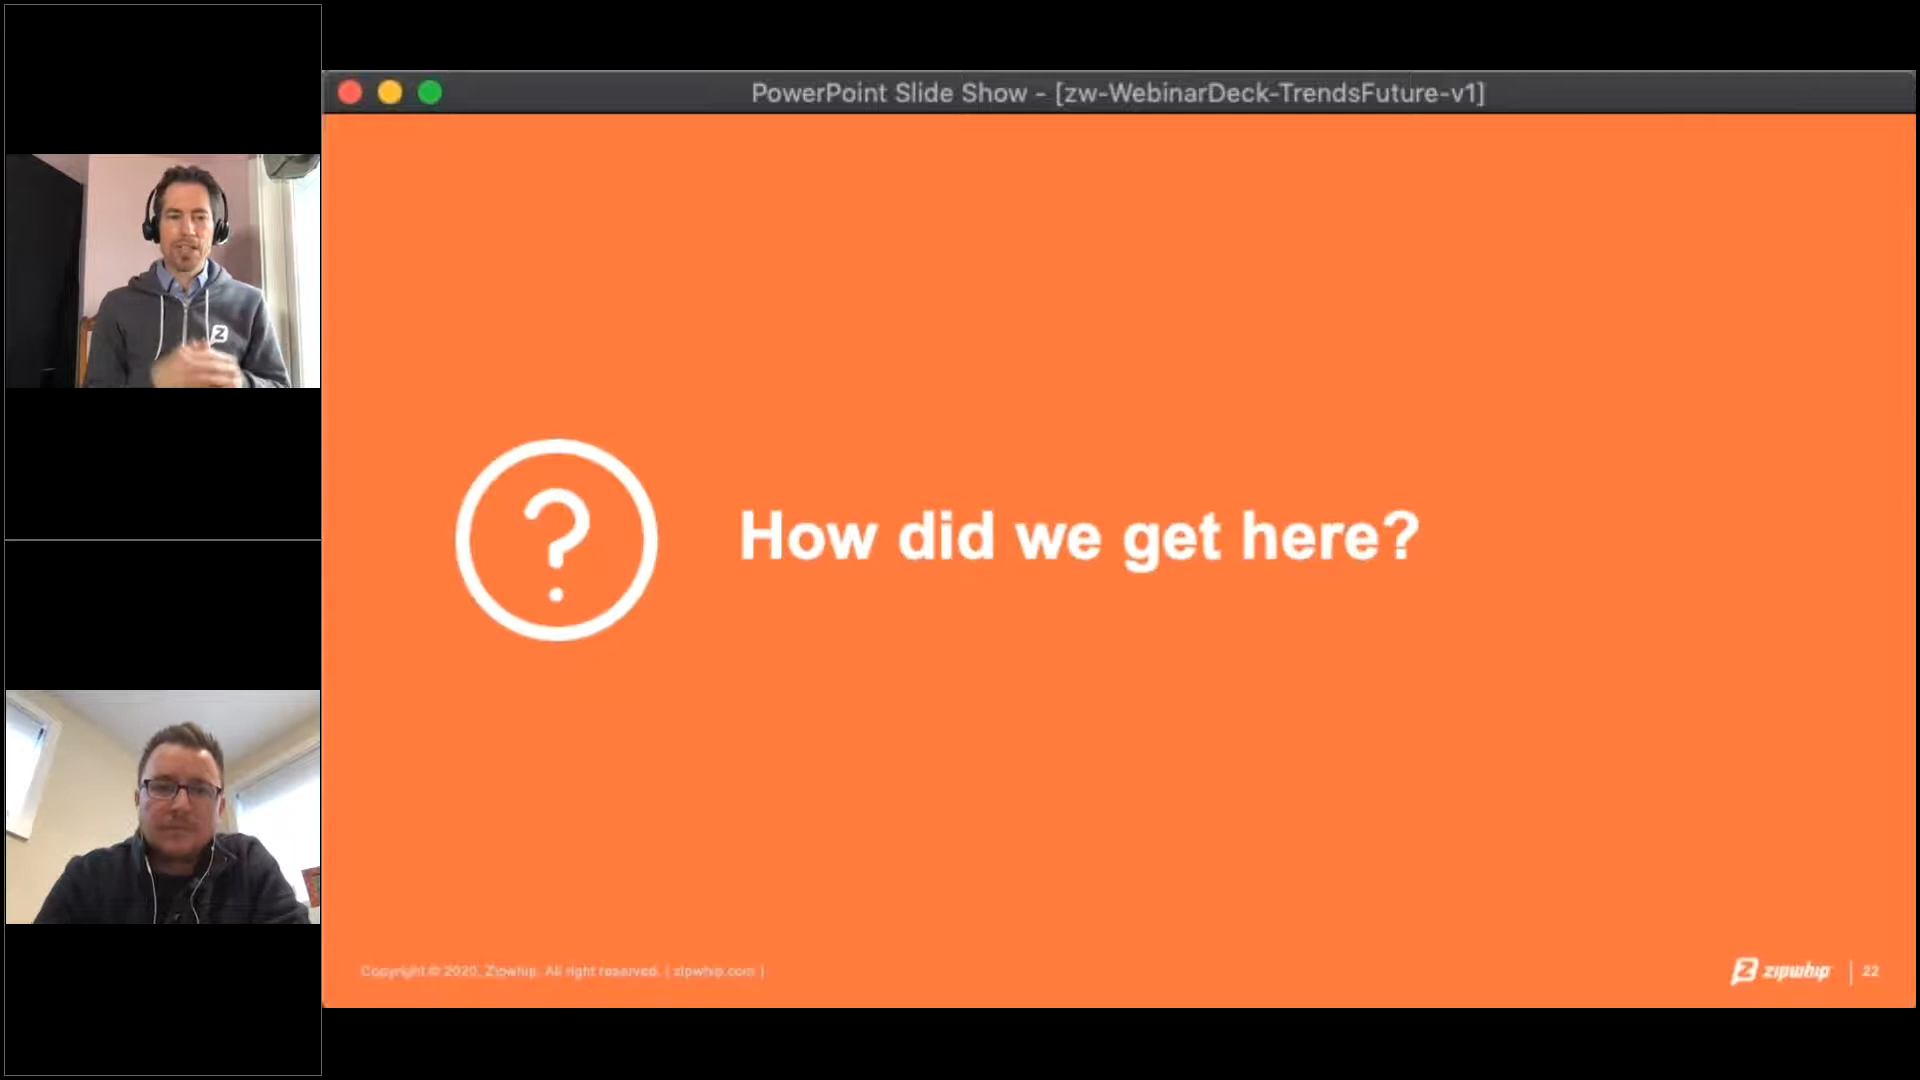 PowerPoint Slide Show - [zw-WebinarDeck-TrendsFuture-v1]
How did we get here?
Copyright © 2020, Zipwhip. All right reserved. | zipwhip.com |
zipwhip | 22